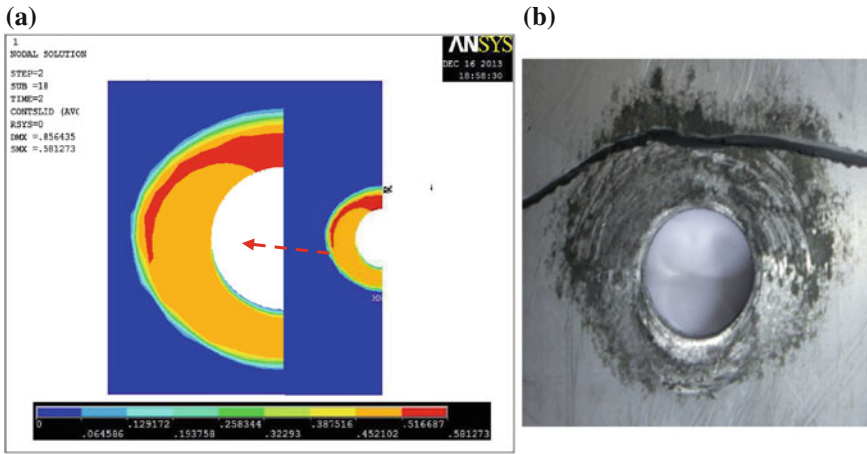 (a)
(b)
1
NODAL SOLUTION
STEP=2
SUB =18
TIME=2
CONTSLID (AVG
RSYS=0
DMX =.856435
SMX =.581273
ANSYS
DEC 16 2013
18:58:30
0 .129172 .258344 .387516 .516687
.064586 .193758 .32293 .452102 .581273